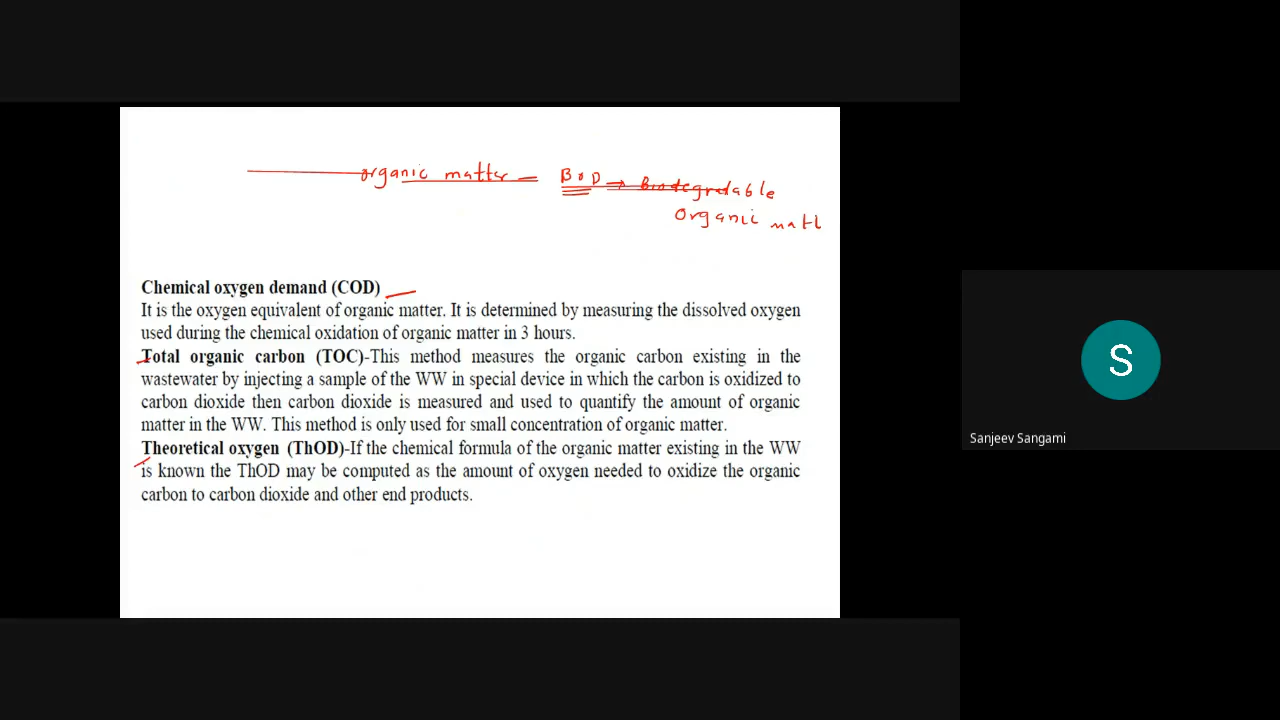 organic matter — BOD → Biodegradable
Organic matt
Chemical oxygen demand (COD)
It is the oxygen equivalent of organic matter. It is determined by measuring the dissolved oxygen
used during the chemical oxidation of organic matter in 3 hours.
Total organic carbon (TOC)-This method measures the organic carbon existing in the
wastewater by injecting a sample of the WW in special device in which the carbon is oxidized to
carbon dioxide then carbon dioxide is measured and used to quantify the amount of organic
matter in the WW. This method is only used for small concentration of organic matter.
Theoretical oxygen (ThOD)-If the chemical formula of the organic matter existing in the WW
is known the ThOD may be computed as the amount of oxygen needed to oxidize the organic
carbon to carbon dioxide and other end products.
S
Sanjeev Sangami